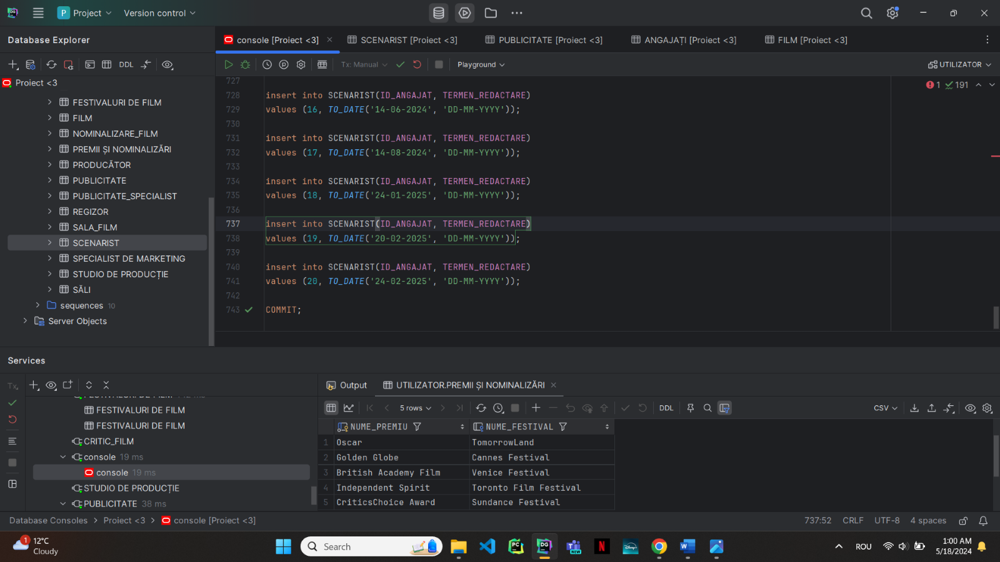 DG
P Project
Version control
Database Explorer
console [Proiect <3]
SCENARIST [Proiect <3]
PUBLICITATE [Proiect <3]
ANGAJAȚI [Proiect <3]
FILM [Proiect <3]
DDL
Tx: Manual
Playground
UTILIZATOR
Proiect <3
FESTIVALURI DE FILM
FILM
NOMINALIZARE_FILM
PREMII ȘI NOMINALIZĂRI
PRODUCĂTOR
PUBLICITATE
PUBLICITATE_SPECIALIST
REGIZOR
SALA_FILM
SCENARIST
SPECIALIST DE MARKETING
STUDIO DE PRODUCȚIE
SĂLI
sequences 10
Server Objects
1 191
727
728 insert into SCENARIST(ID_ANGAJAT, TERMEN_REDACTARE)
729 values (16, TO_DATE('14-06-2024', 'DD-MM-YYYY'));
730
731 insert into SCENARIST(ID_ANGAJAT, TERMEN_REDACTARE)
732 values (17, TO_DATE('14-08-2024', 'DD-MM-YYYY'));
733
734 insert into SCENARIST(ID_ANGAJAT, TERMEN_REDACTARE)
735 values (18, TO_DATE('24-01-2025', 'DD-MM-YYYY'));
736
737 insert into SCENARIST(ID_ANGAJAT, TERMEN_REDACTARE)
738 values (19, TO_DATE('20-02-2025', 'DD-MM-YYYY'));
739
740 insert into SCENARIST(ID_ANGAJAT, TERMEN_REDACTARE)
741 values (20, TO_DATE('24-02-2025', 'DD-MM-YYYY'));
742
743 COMMIT;
Services
Tx
FESTIVALURI DE FILM
FESTIVALURI DE FILM
CRITIC_FILM
console 19 ms
console 19 ms
STUDIO DE PRODUCȚIE
PUBLICITATE 38 ms
Output
UTILIZATOR.PREMII ȘI NOMINALIZĂRI
5 rows
DDL
CSV
NUME_PREMIU NUME_FESTIVAL
1 Oscar TomorrowLand
2 Golden Globe Cannes Festival
3 British Academy Film Venice Festival
4 Independent Spirit Toronto Film Festival
5 CriticsChoice Award Sundance Festival
Database Consoles > Proiect <3 > console [Proiect <3]
737:52 CRLF UTF-8 4 spaces
1
12°C
Cloudy
Search
PC
DG
NEW
N
Disney+
W
ROU
1:00 AM
5/18/2024